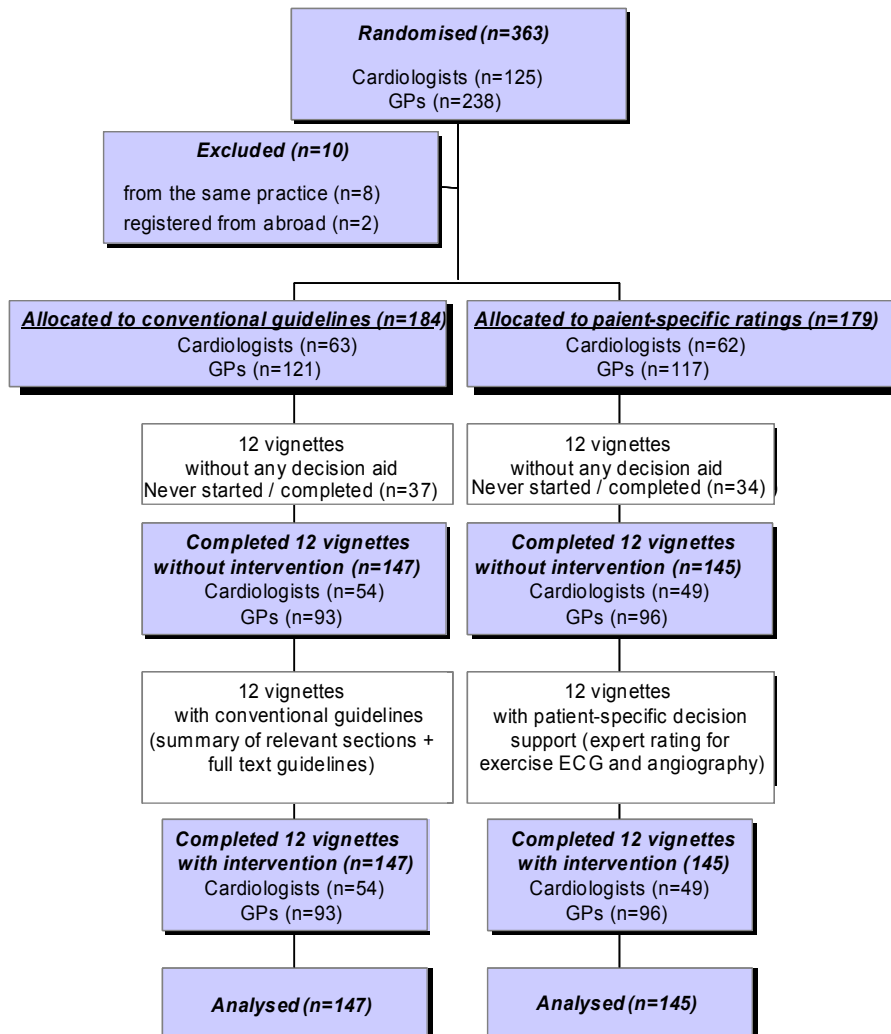 Randomised (n=363)
Cardiologists (n=125)
GPs (n=238)
Excluded (n=10)
from the same practice (n=8)
registered from abroad (n=2)
Allocated to conventional guidelines (n=184)
Cardiologists (n=63)
GPs (n=121)
Allocated to paient-specific ratings (n=179)
Cardiologists (n=62)
GPs (n=117)
12 vignettes
without any decision aid
Never started / completed (n=37)
12 vignettes
without any decision aid
Never started / completed (n=34)
Completed 12 vignettes
without intervention (n=147)
Cardiologists (n=54)
GPs (n=93)
Completed 12 vignettes
without intervention (n=145)
Cardiologists (n=49)
GPs (n=96)
12 vignettes
with conventional guidelines
(summary of relevant sections +
full text guidelines)
12 vignettes
with patient-specific decision
support (expert rating for
exercise ECG and angiography)
Completed 12 vignettes
with intervention (n=147)
Cardiologists (n=54)
GPs (n=93)
Completed 12 vignettes
with intervention (145)
Cardiologists (n=49)
GPs (n=96)
Analysed (n=147)
Analysed (n=145)